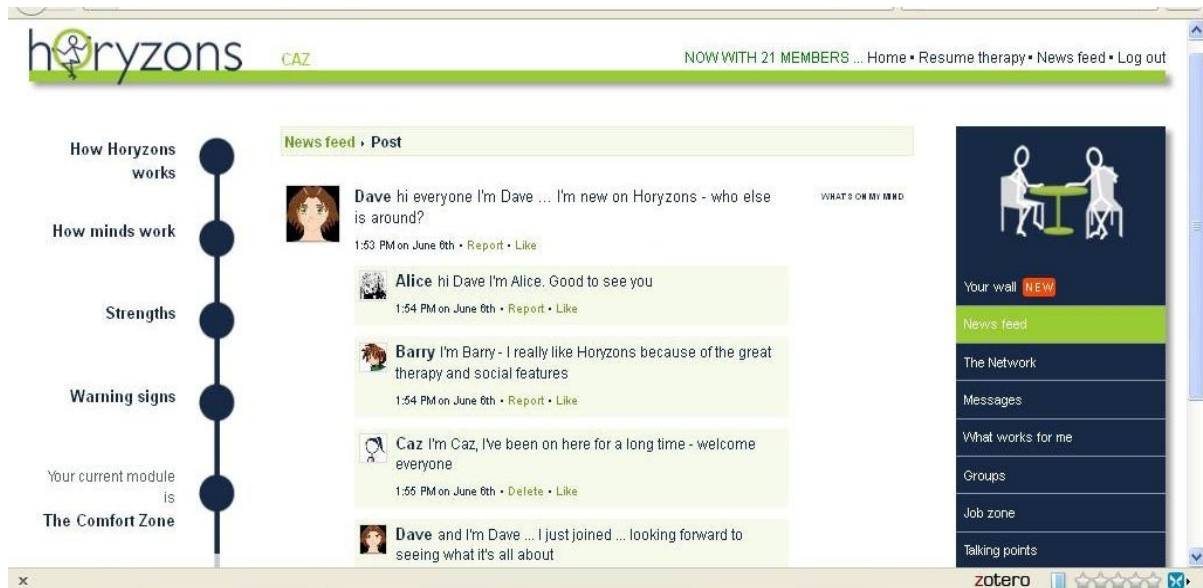 horyzons
CAZ
NOW WITH 21 MEMBERS ... Home • Resume therapy • News feed • Log out
How Horyzons
works
How minds work
Strengths
Warning signs
Your current module
is
The Comfort Zone
News feed › Post
Dave hi everyone I'm Dave ... I'm new on Horyzons - who else
is around?
1:53 PM on June 6th • Report • Like
WHAT'S ON MY MIND
Alice hi Dave I'm Alice. Good to see you
1:54 PM on June 6th • Report • Like
Barry I'm Barry - I really like Horyzons because of the great
therapy and social features
1:54 PM on June 6th • Report • Like
Caz I'm Caz, I've been on here for a long time - welcome
everyone
1:55 PM on June 6th • Delete • Like
Dave and I'm Dave ... I just joined ... looking forward to
seeing what it's all about
Your wall NEW
News feed
The Network
Messages
What works for me
Groups
Job zone
Talking points
x
zotero